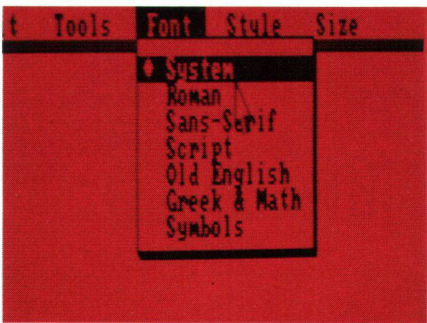 t Tools Font Style Size
System
Roman
Sans-Serif
Script
Old English
Greek & Math
Symbols